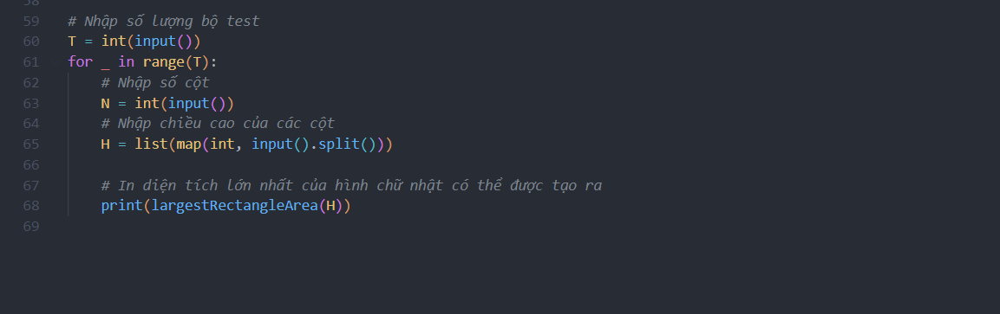 58
59 # Nhập số lượng bộ test
60 T = int(input())
61 for _ in range(T):
62 # Nhập số cột
63 N = int(input())
64 # Nhập chiều cao của các cột
65 H = list(map(int, input().split()))
66
67 # In diện tích lớn nhất của hình chữ nhật có thể được tạo ra
68 print(largestRectangleArea(H))
69